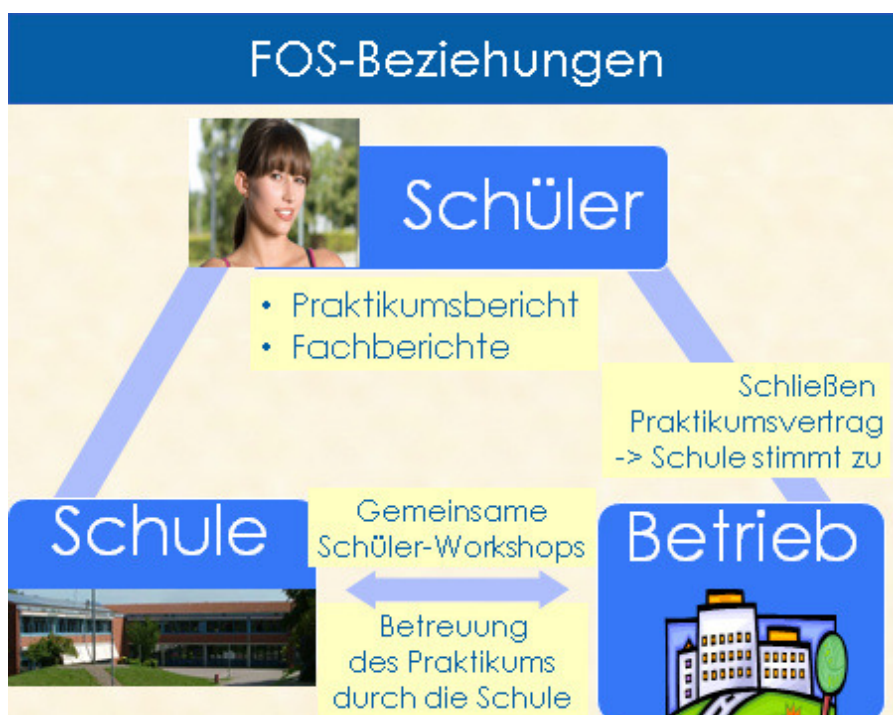 FOS-Beziehungen
Schüler
• Praktikumsbericht
• Fachberichte
Schließen
Praktikumsvertrag
-> Schule stimmt zu
Schule
Gemeinsame
Schüler-Workshops
Betrieb
Betreuung
des Praktikums
durch die Schule